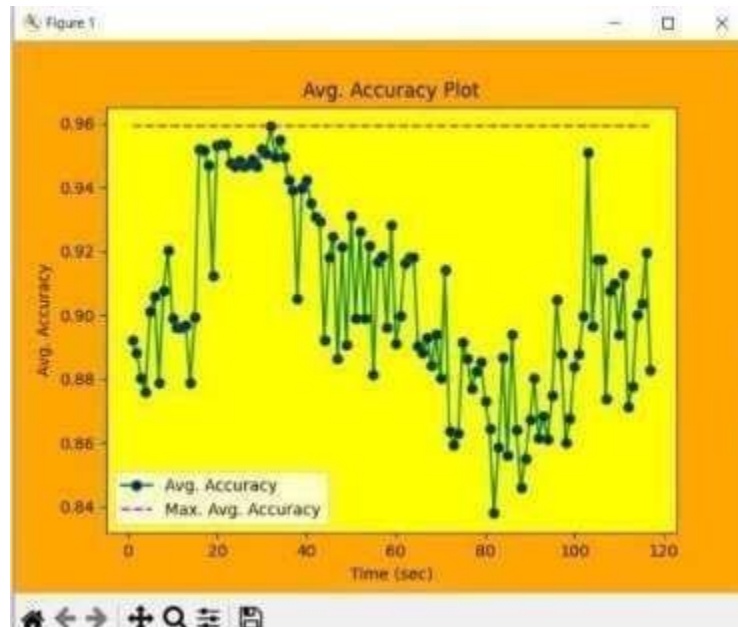 Figure 1
Avg. Accuracy Plot
0.96
0.94
0.92
0.90
0.88
0.86
0.84
Avg. Accuracy
Avg. Accuracy
Max. Avg. Accuracy
0 20 40 60 80 100 120
Time (sec)